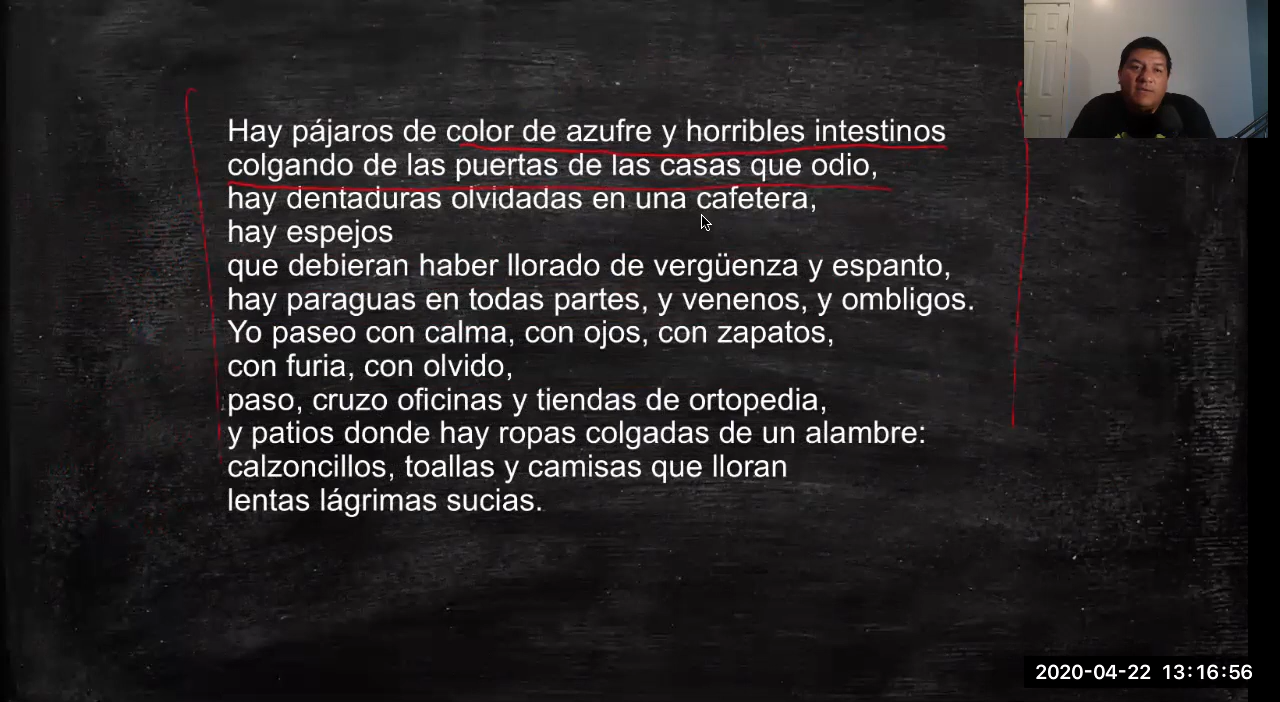 Hay pájaros de color de azufre y horribles intestinos
colgando de las puertas de las casas que odio,
hay dentaduras olvidadas en una cafetera,
hay espejos
que debieran haber llorado de vergüenza y espanto,
hay paraguas en todas partes, y venenos, y ombligos.
Yo paseo con calma, con ojos, con zapatos,
con furia, con olvido,
paso, cruzo oficinas y tiendas de ortopedia,
y patios donde hay ropas colgadas de un alambre:
calzoncillos, toallas y camisas que lloran
lentas lágrimas sucias.
2020-04-22 13:16:56